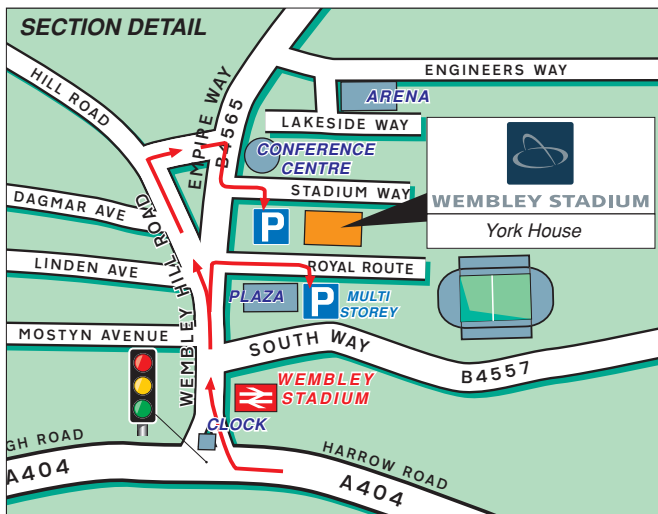 SECTION DETAIL
HILL ROAD
EMPIRE WAY
B4565
ENGINEERS WAY
ARENA
LAKESIDE WAY
CONFERENCE
CENTRE
STADIUM WAY
WEMBLEY STADIUM
York House
DAGMAR AVE
P
WEMBLEY HILL ROAD
LINDEN AVE
ROYAL ROUTE
PLAZA
P
MULTI
STOREY
MOSTYN AVENUE
SOUTH WAY
B4557
WEMBLEY
STADIUM
CLOCK
GH ROAD
A404
HARROW ROAD
A404